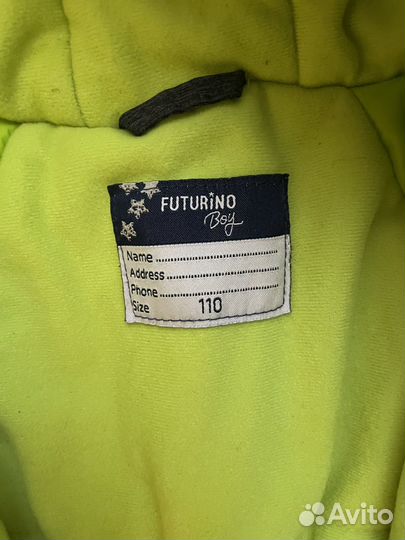 FUTURiNO
Boy
Name..........................
Address.....................
Phone........................
Size 110
Avito